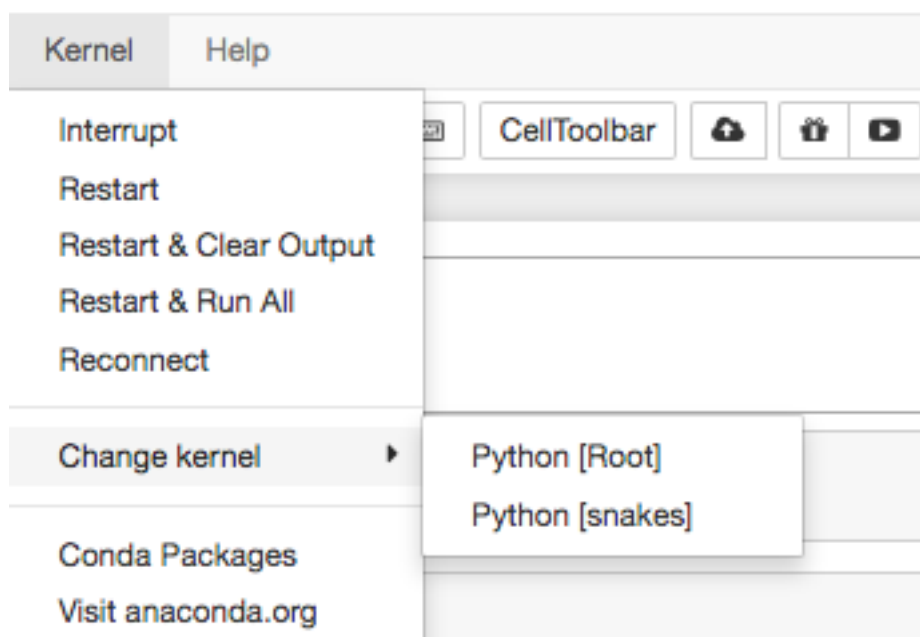 Kernel Help
Interrupt
CellToolbar
Restart
Restart & Clear Output
Restart & Run All
Reconnect
Change kernel
Python [Root]
Python [snakes]
Conda Packages
Visit anaconda.org